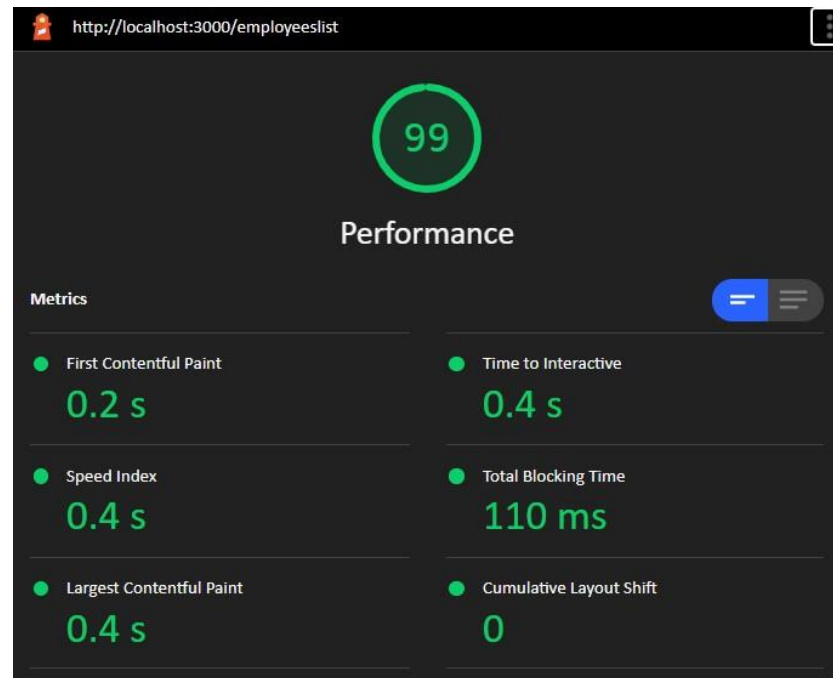 http://localhost:3000/employeeslist
99
Performance
Metrics
First Contentful Paint
0.2 s
Time to Interactive
0.4 s
Speed Index
0.4 s
Total Blocking Time
110 ms
Largest Contentful Paint
0.4 s
Cumulative Layout Shift
0